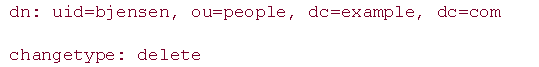 dn: uid=bjensen, ou=people, dc=example, dc=com
changetype: delete